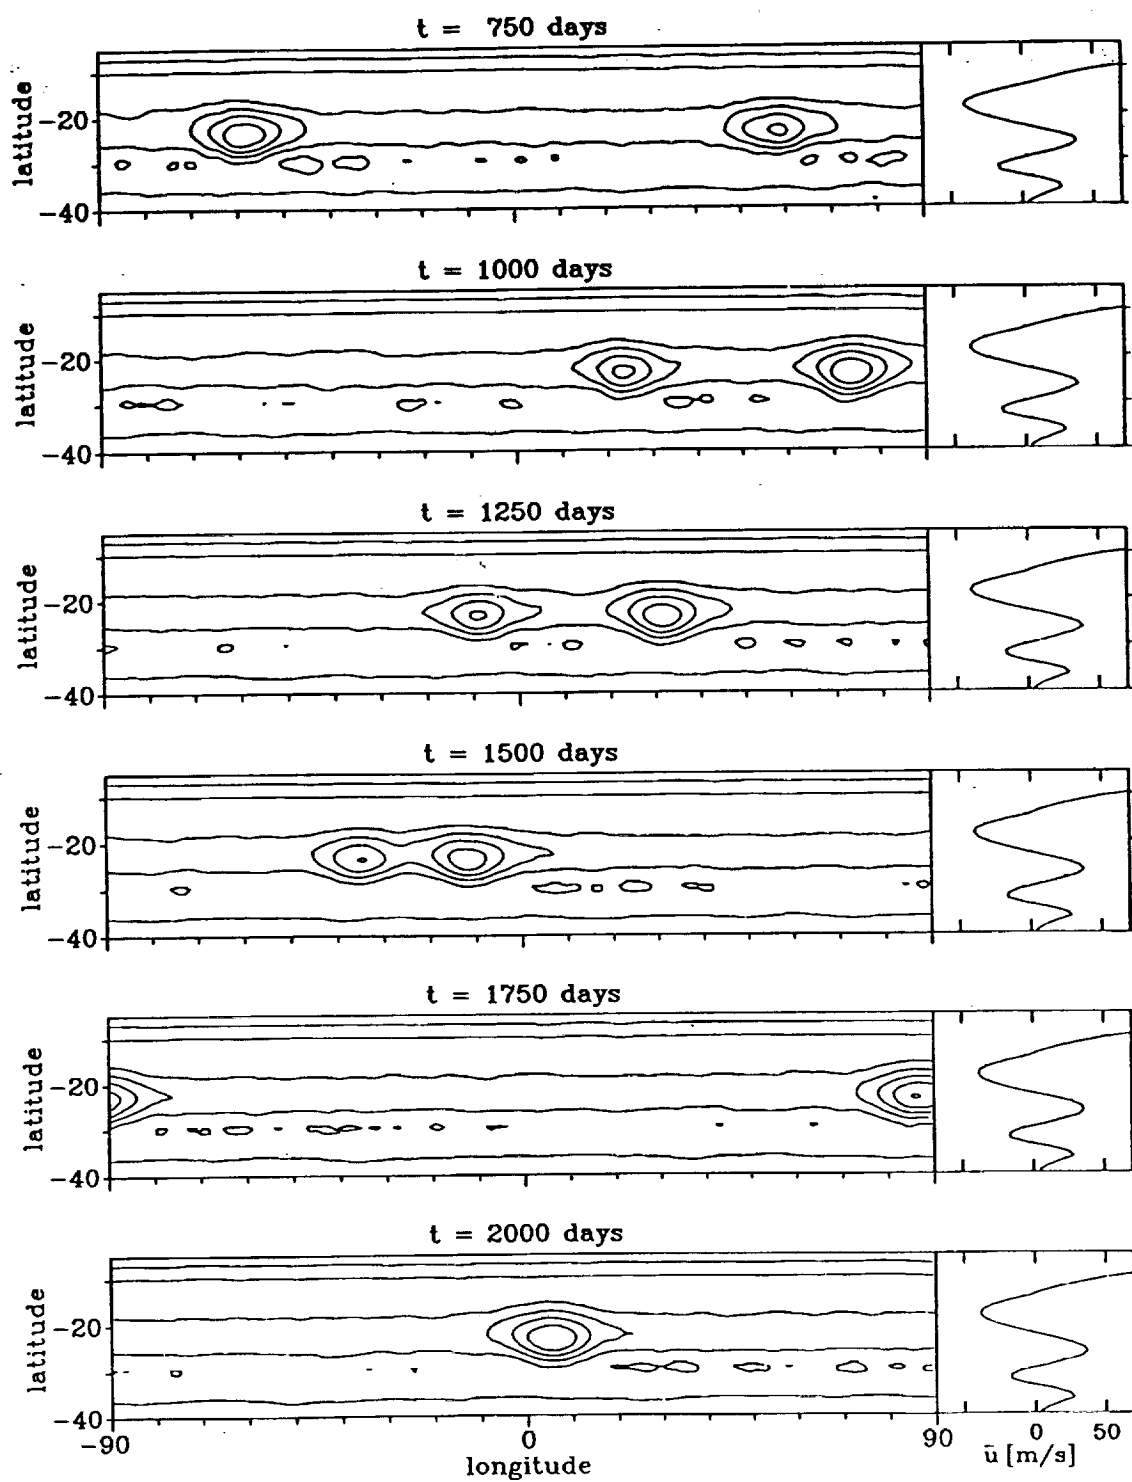 t = 750 days
latitude
-20
-40
t = 1000 days
latitude
-20
-40
t = 1250 days
latitude
-20
-40
t = 1500 days
latitude
-20
-40
t = 1750 days
latitude
-20
-40
t = 2000 days
latitude
-20
-40
-90 0 90 0 50
longitude ū [m/s]